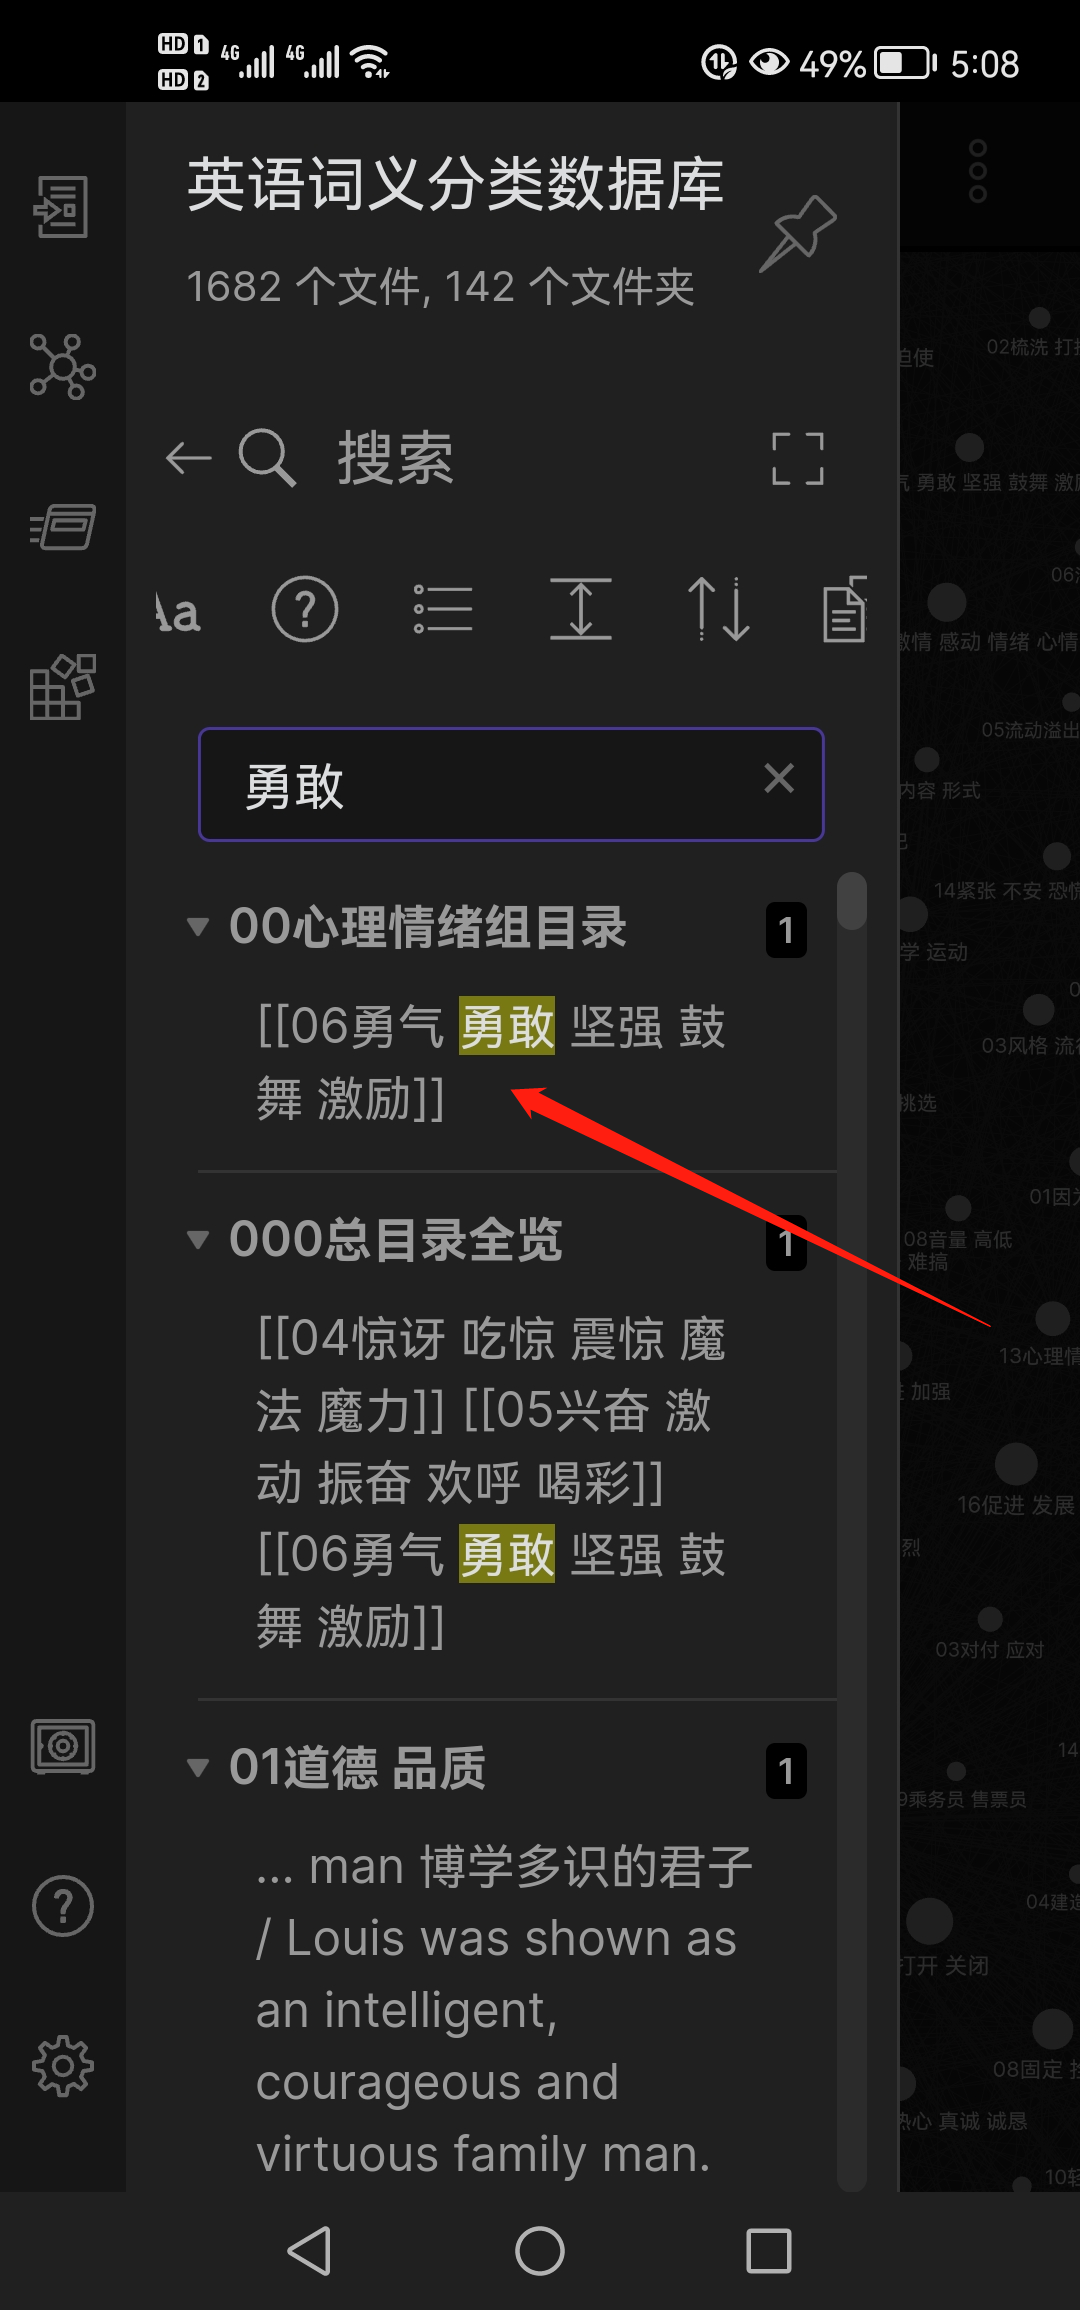 HD 1 4G 4G 49% 5:08
HD 2
英语词义分类数据库
1682 个文件, 142 个文件夹
搜索
Aa
勇敢
00心理情绪组目录 1
[[06勇气 勇敢 坚强 鼓
舞 激励]]
000总目录全览 1
[[04惊讶 吃惊 震惊 魔
法 魔力]] [[05兴奋 激
动 振奋 欢呼 喝彩]]
[[06勇气 勇敢 坚强 鼓
舞 激励]]
01道德 品质 1
... man 博学多识的君子
/ Louis was shown as
an intelligent,
courageous and
virtuous family man.
02梳洗 打
迫使
气 勇敢 坚强 鼓舞 激励
06
激情 感动 情绪 心情
05流动溢出
内容 形式
14紧张 不安 恐慌
学 运动
03风格 流
挑选
01因为
08音量 高低
难搞
13心理情
加强
16促进 发展
烈
03对付 应对
14
9乘务员 售票员
04建造
打开 关闭
08固定
热心 真诚 诚恳
10轻